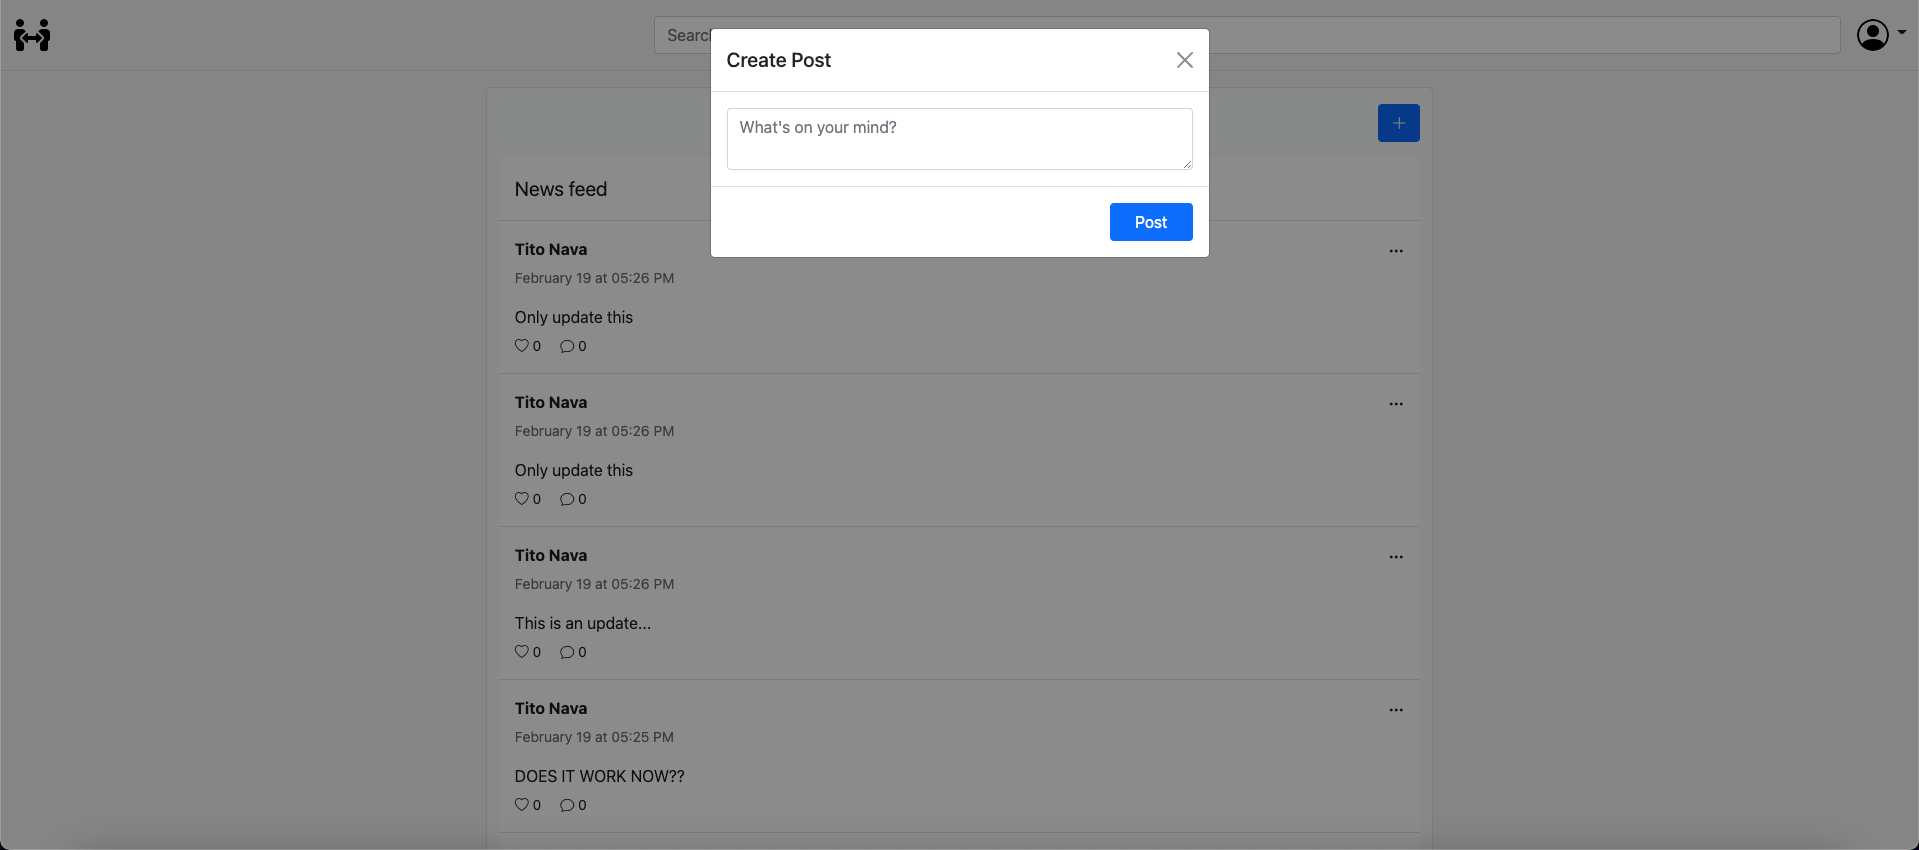 Search
Create Post
What's on your mind?
Post
News feed
Tito Nava
February 19 at 05:26 PM
Only update this
0 0
Tito Nava
February 19 at 05:26 PM
Only update this
0 0
Tito Nava
February 19 at 05:26 PM
This is an update...
0 0
Tito Nava
February 19 at 05:25 PM
DOES IT WORK NOW??
0 0